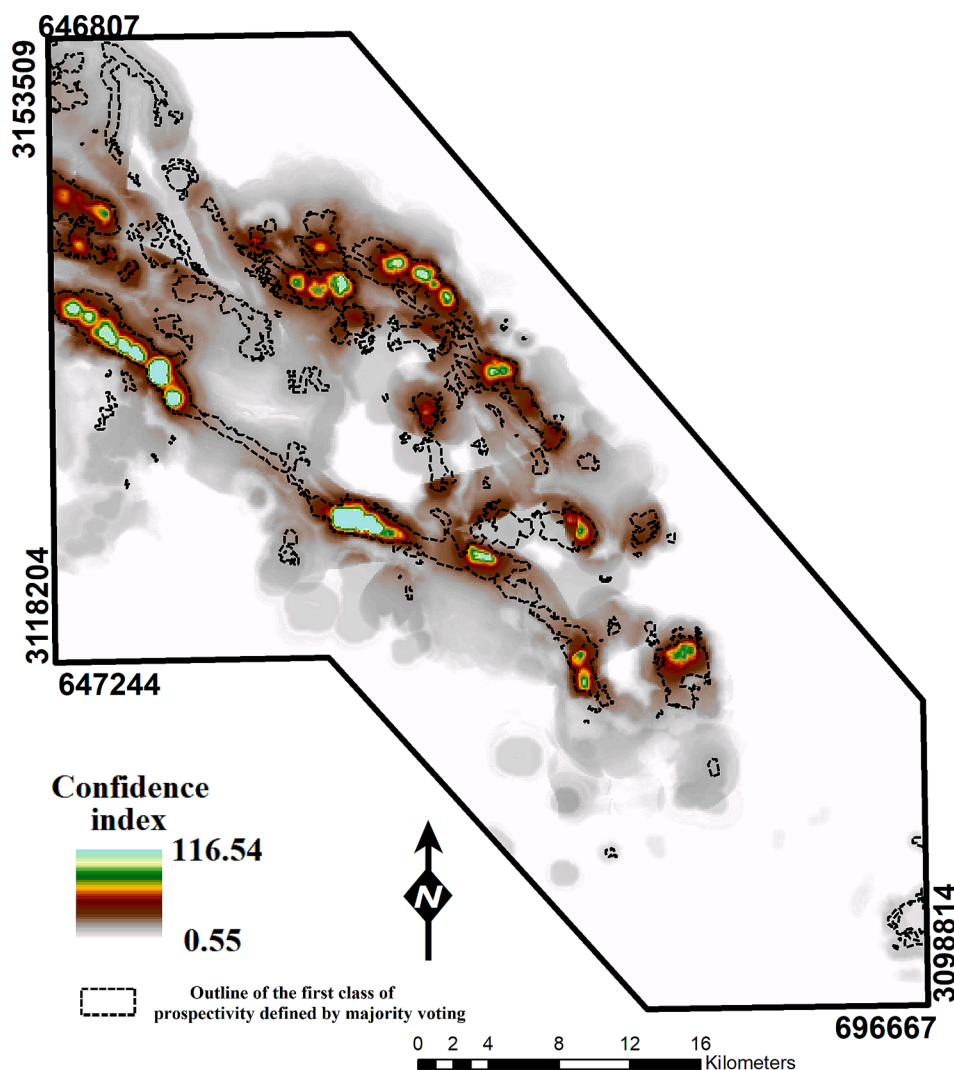 646807
3153509
3118204
647244
Confidence
index
116.54
0.55
N
Outline of the first class of
prospectivity defined by majority voting
3098814
696667
0 2 4 8 12 16
Kilometers